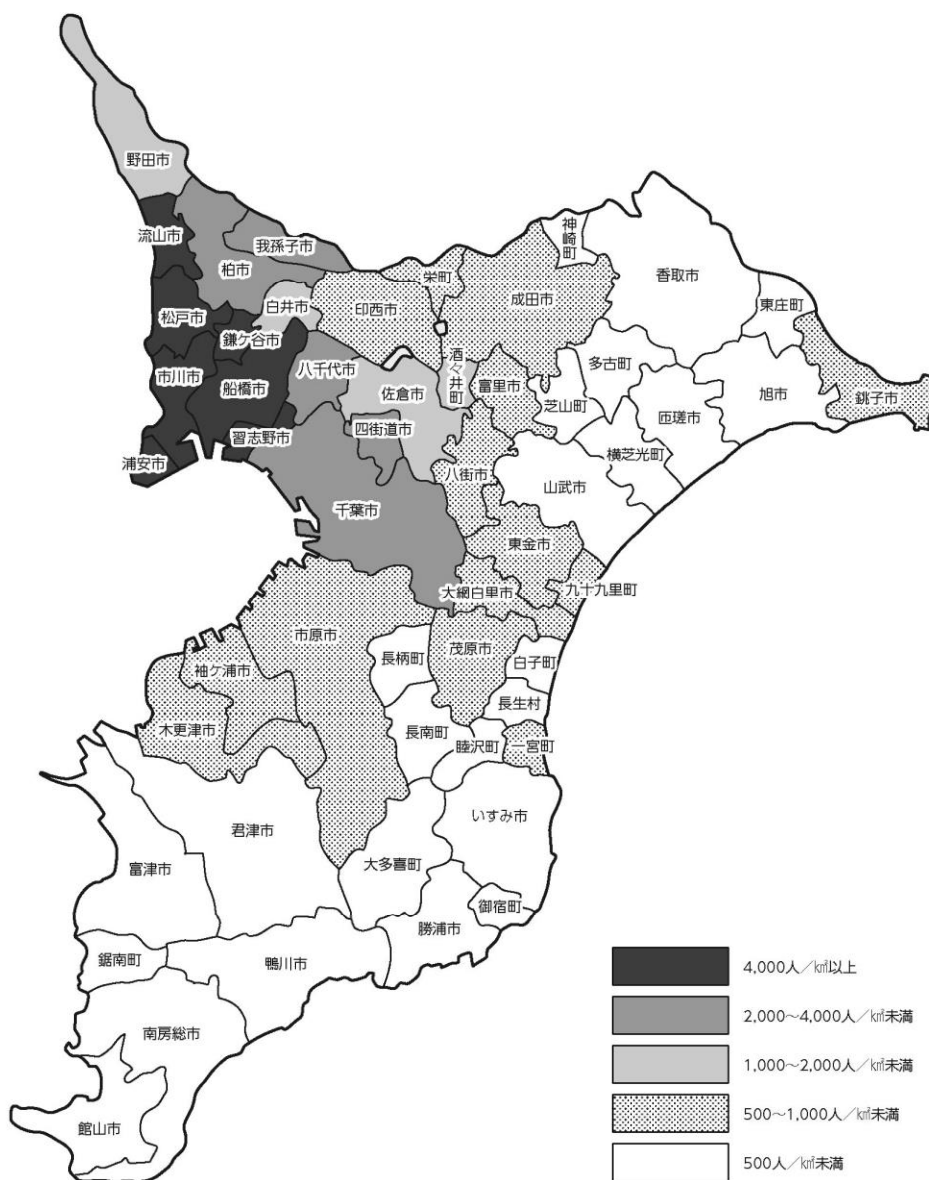 野田市
流山市
我孫子市
柏市
神崎町
香取市
栄町
成田市
白井市
印西市
東庄町
松戸市
鎌ケ谷市
多古町
酒々井町
八千代市
富里市
旭市
市川市
船橋市
佐倉市
芝山町
匝瑳市
銚子市
習志野市
四街道市
浦安市
八街市
横芝光町
山武市
千葉市
東金市
大網白里市
九十九里町
市原市
長柄町
茂原市
白子町
袖ケ浦市
長生村
木更津市
長南町
睦沢町
一宮町
いすみ市
君津市
大多喜町
富津市
御宿町
勝浦市
鋸南町
鴨川市
南房総市
館山市
4,000人/㎢以上
2,000〜4,000人/㎢未満
1,000〜2,000人/㎢未満
500〜1,000人/㎢未満
500人/㎢未満